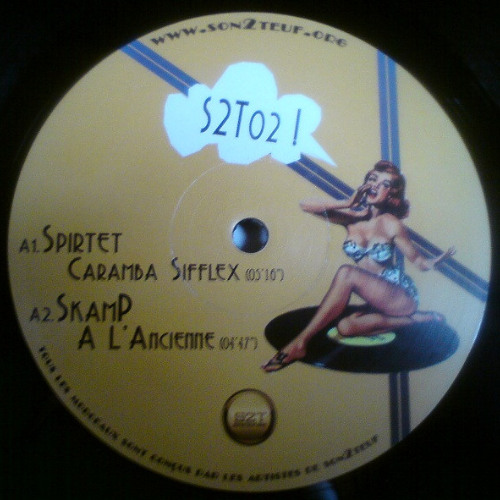 www.son2teuf.org
S2T02 !
A1. Spirtet
Caramba Sifflex (05'16")
A2. Skamp
A L'Ancienne (04'47")
S2T
Tous les morceaux sont conçus par les artistes de son2teuf